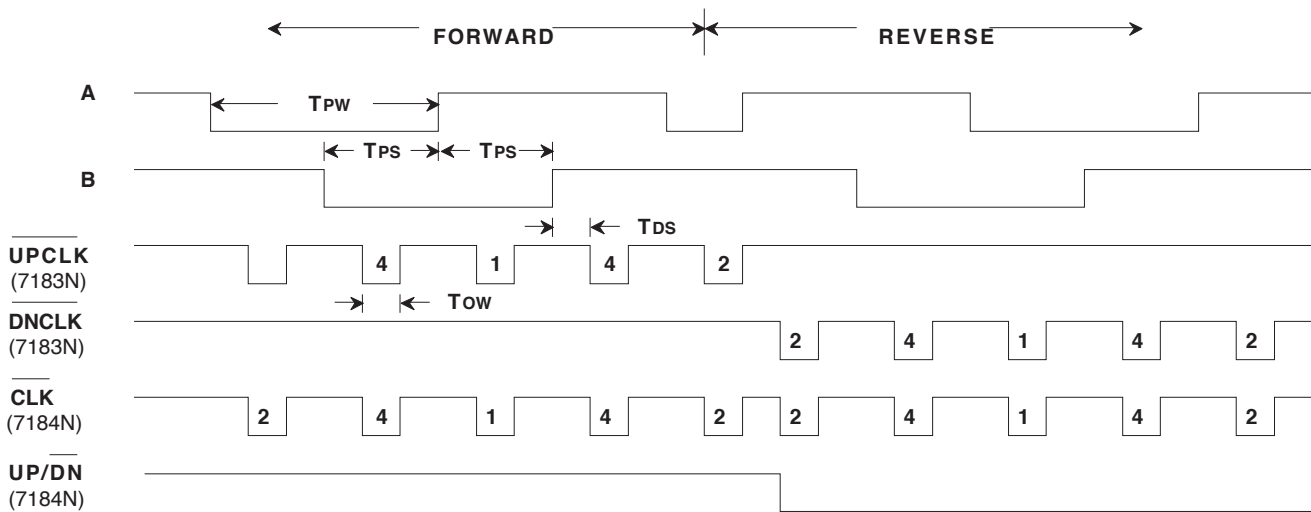 FORWARD REVERSE
A
TPW
TPS TPS
B
TDS
UPCLK
(7183N)
4 1 4 2
TOW
DNCLK
(7183N)
2 4 1 4 2
CLK
(7184N)
2 4 1 4 2 2 4 1 4 2
UP/DN
(7184N)